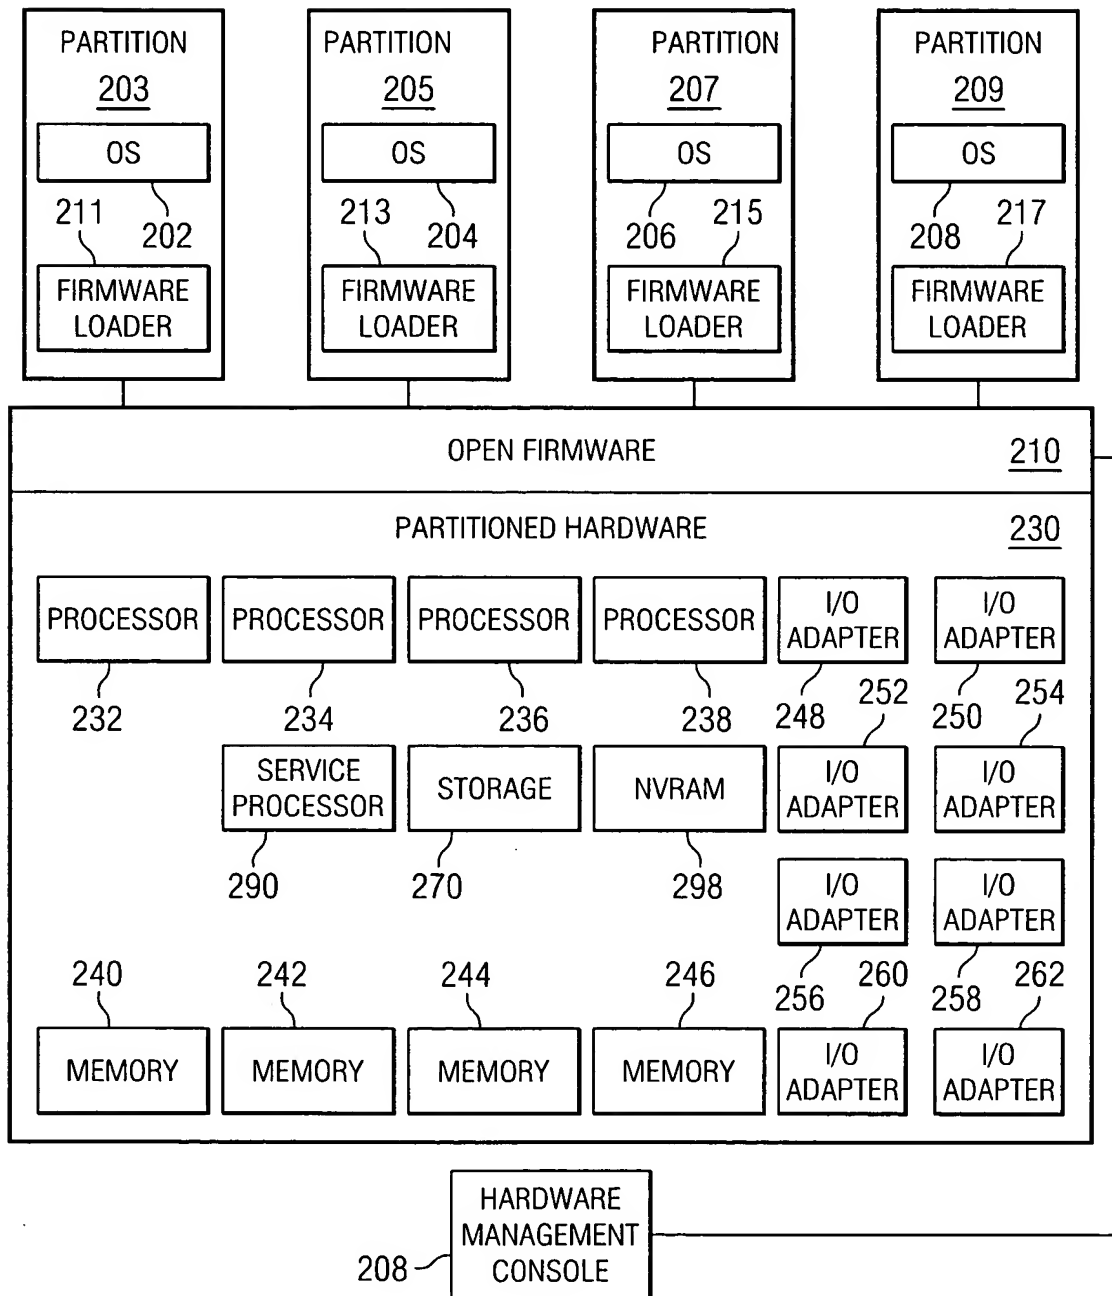 PARTITION PARTITION PARTITION PARTITION
203 205 207 209
OS OS OS OS
211 202 213 204 206 215 208 217
FIRMWARE LOADER FIRMWARE LOADER FIRMWARE LOADER FIRMWARE LOADER
OPEN FIRMWARE 210
PARTITIONED HARDWARE 230
PROCESSOR PROCESSOR PROCESSOR PROCESSOR I/O ADAPTER I/O ADAPTER
232 234 236 238 248 252 250 254
SERVICE PROCESSOR STORAGE NVRAM I/O ADAPTER I/O ADAPTER
290 270 298
I/O ADAPTER I/O ADAPTER
240 242 244 246 256 260 258 262
MEMORY MEMORY MEMORY MEMORY I/O ADAPTER I/O ADAPTER
HARDWARE
MANAGEMENT
CONSOLE
208